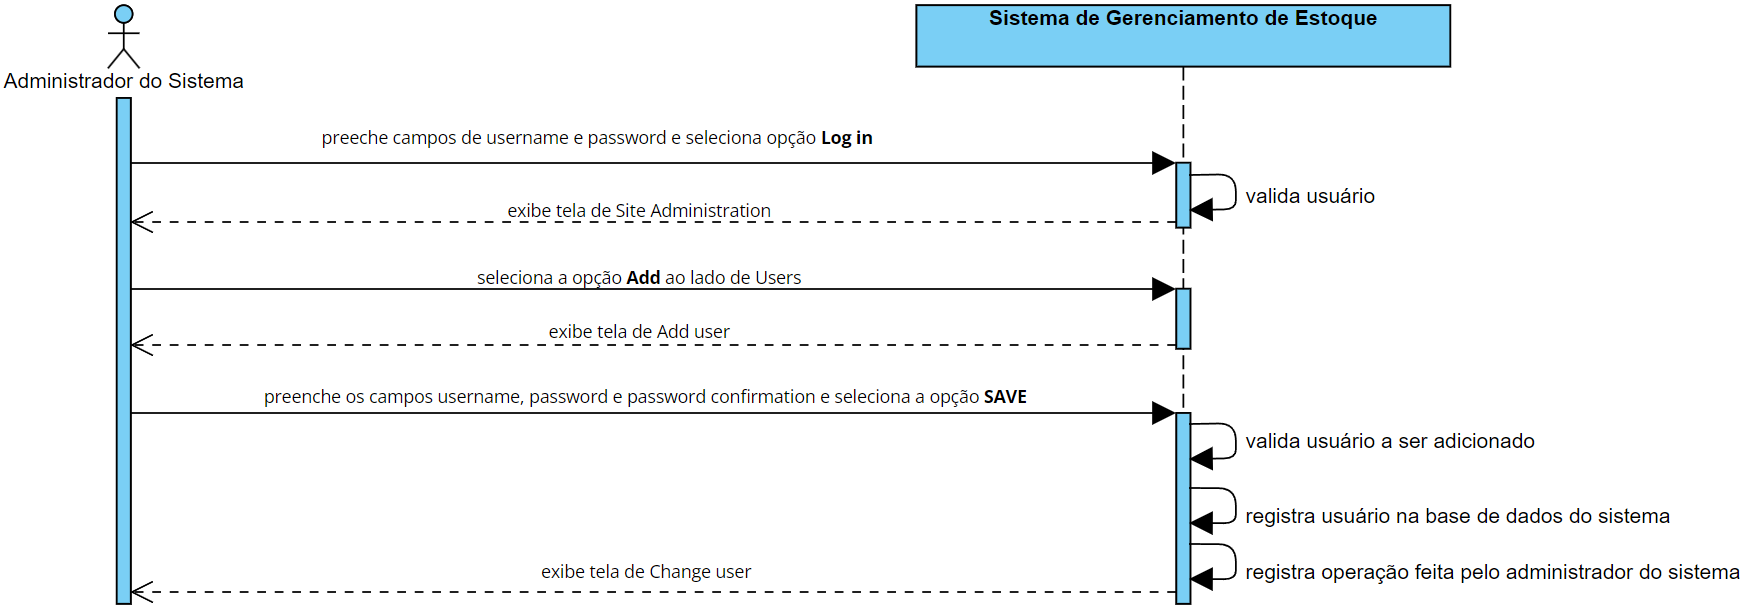 Sistema de Gerenciamento de Estoque
Administrador do Sistema
preeche campos de username e password e seleciona opção Log in
valida usuário
exibe tela de Site Administration
seleciona a opção Add ao lado de Users
exibe tela de Add user
preenche os campos username, password e password confirmation e seleciona a opção SAVE
valida usuário a ser adicionado
registra usuário na base de dados do sistema
registra operação feita pelo administrador do sistema
exibe tela de Change user